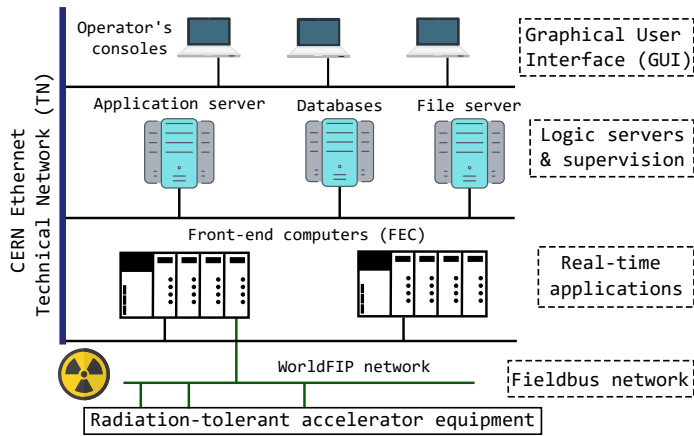 Operator's
consoles
Graphical User
Interface (GUI)
CERN Ethernet
Technical Network (TN)
Application server
Databases
File server
Logic servers
& supervision
Front-end computers (FEC)
Real-time
applications
WorldFIP network
Fieldbus network
Radiation-tolerant accelerator equipment